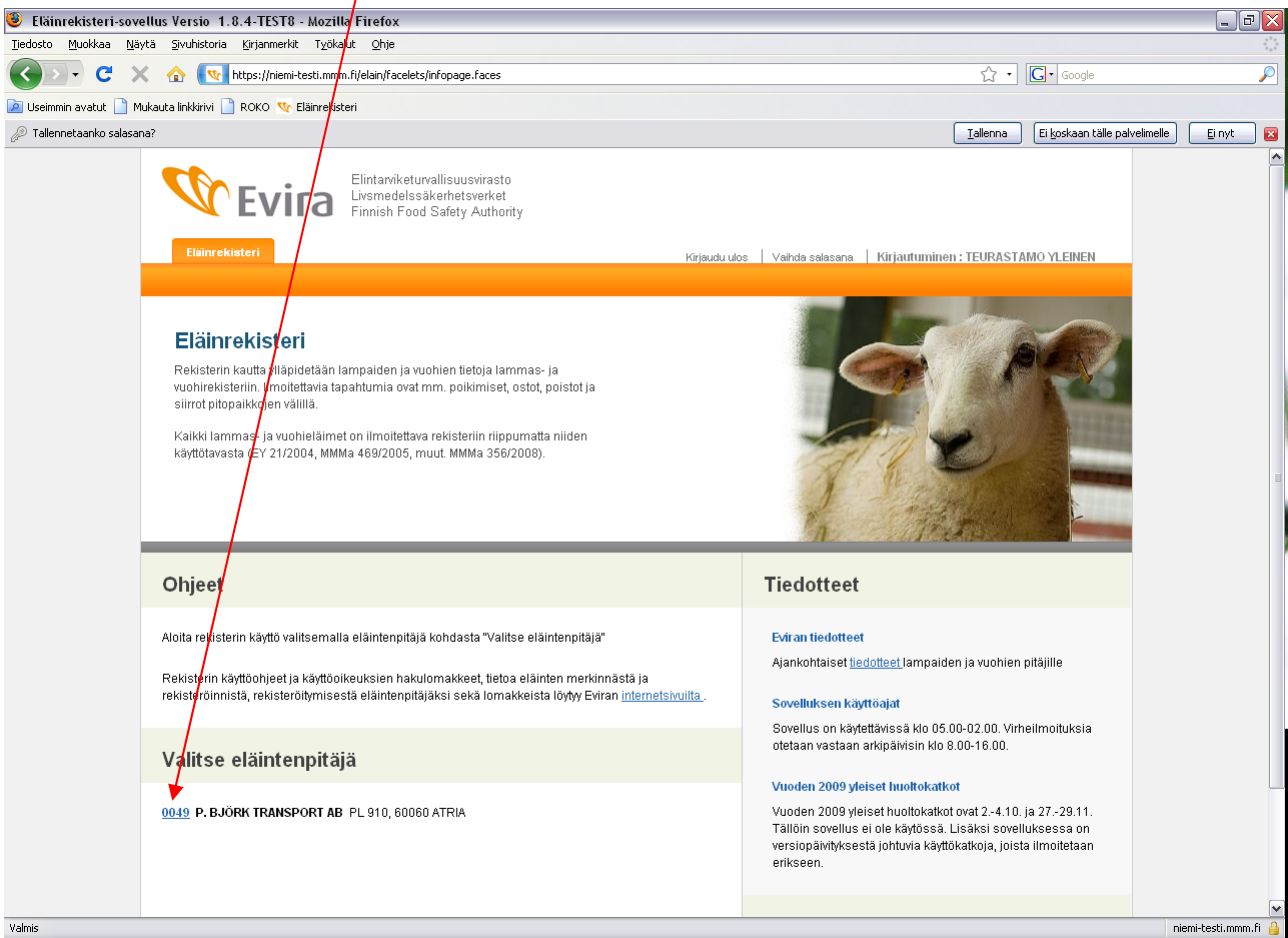 Eläinrekisteri-sovellus Versio 1.8.4-TEST8 - Mozilla Firefox
Tiedosto Muokkaa Näytä Sivuhistoria Kirjanmerkit Työkalut Ohje
https://niemi-testi.mmm.fi/elain/facelets/infopage.faces
Google
Useimmin avatut Mukauta linkkirivi ROKO Eläinrekisteri
Tallennetaanko salasana? Tallenna Ei koskaan tälle palvelimelle Ei nyt
Evira
Elintarviketurvallisuusvirasto
Livsmedelssäkerhetsverket
Finnish Food Safety Authority
Eläinrekisteri
Kirjaudu ulos Vaihda salasana Kirjautuminen : TEURASTAMO YLEINEN
Eläinrekisteri
Rekisterin kautta ylläpidetään lampaiden ja vuohien tietoja lammas- ja
vuohirekisteriin. Ilmoitettavia tapahtumia ovat mm. poikimiset, ostot, poistot ja
siirrot pitopaikkojen välillä.
Kaikki lammas- ja vuohieläimet on ilmoitettava rekisteriin riippumatta niiden
käyttötavasta (EY 21/2004, MMMa 469/2005, muut. MMMa 356/2008).
Ohjeet
Aloita rekisterin käyttö valitsemalla eläintenpitäjä kohdasta "Valitse eläintenpitäjä"
Rekisterin käyttöohjeet ja käyttöoikeuksien hakulomakkeet, tietoa eläinten merkinnästä ja
rekisteröinnistä, rekisteröitymisestä eläintenpitäjäksi sekä lomakkeista löytyy Eviran internetsivuilta .
Valitse eläintenpitäjä
0049 P. BJÖRK TRANSPORT AB PL 910, 60060 ATRIA
Tiedotteet
Eviran tiedotteet
Ajankohtaiset tiedotteet lampaiden ja vuohien pitäjille
Sovelluksen käyttöajat
Sovellus on käytettävissä klo 05.00-02.00. Virheilmoituksia
otetaan vastaan arkipäivisin klo 8.00-16.00.
Vuoden 2009 yleiset huoltokatkot
Vuoden 2009 yleiset huoltokatkot ovat 2.-4.10. ja 27.-29.11.
Tällöin sovellus ei ole käytössä. Lisäksi sovelluksessa on
versiopäivityksestä johtuvia käyttökatkoja, joista ilmoitetaan
erikseen.
Valmis
niemi-testi.mmm.fi